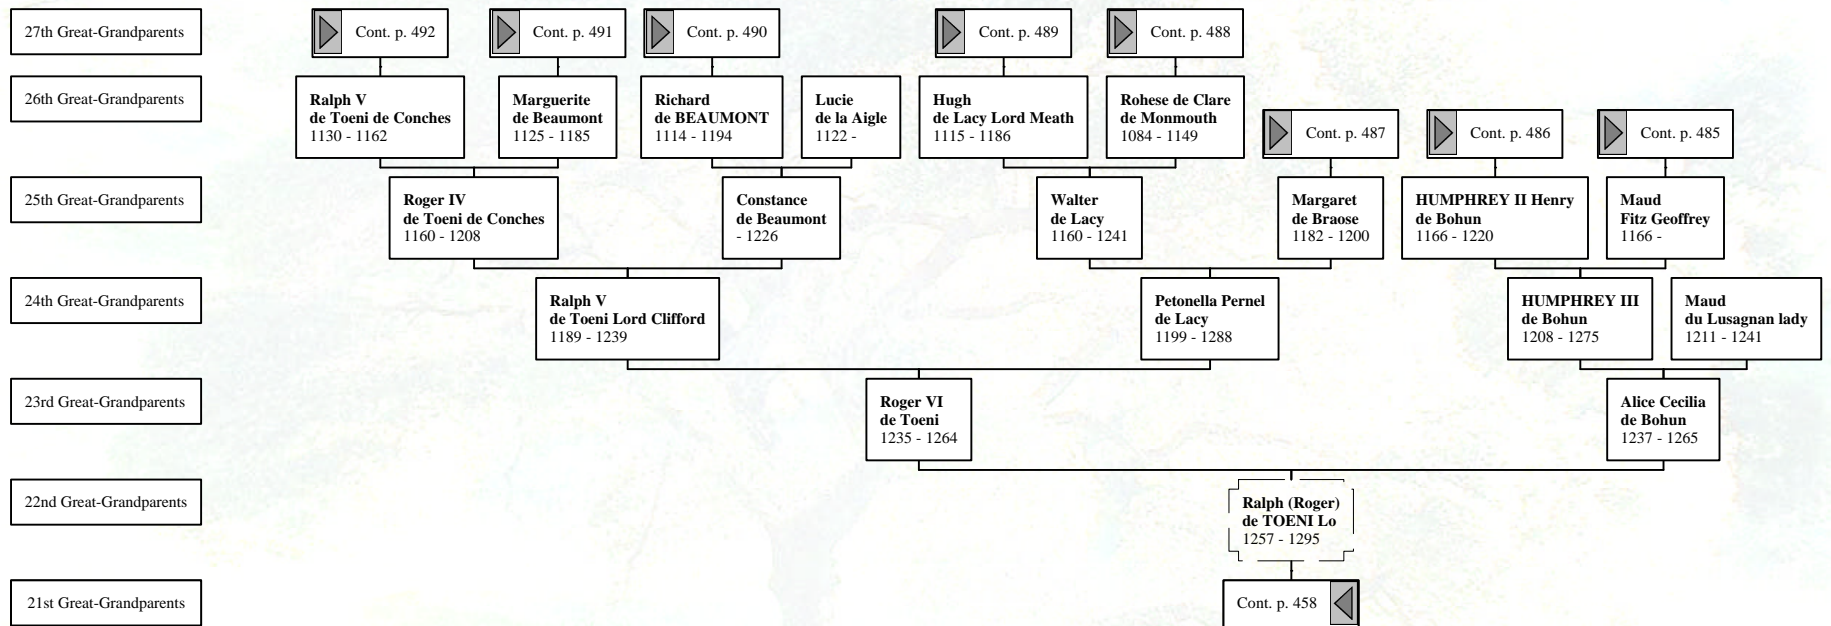 27th Great-Grandparents
Cont. p. 492
Cont. p. 491
Cont. p. 490
Cont. p. 489
Cont. p. 488
26th Great-Grandparents
Ralph V
de Toeni de Conches
1130 - 1162
Marguerite
de Beaumont
1125 - 1185
Richard
de BEAUMONT
1114 - 1194
Lucie
de la Aigle
1122 -
Hugh
de Lacy Lord Meath
1115 - 1186
Rohese de Clare
de Monmouth
1084 - 1149
Cont. p. 487
Cont. p. 486
Cont. p. 485
25th Great-Grandparents
Roger IV
de Toeni de Conches
1160 - 1208
Constance
de Beaumont
- 1226
Walter
de Lacy
1160 - 1241
Margaret
de Braose
1182 - 1200
HUMPHREY II Henry
de Bohun
1166 - 1220
Maud
Fitz Geoffrey
1166 -
24th Great-Grandparents
Ralph V
de Toeni Lord Clifford
1189 - 1239
Petonella Pernel
de Lacy
1199 - 1288
HUMPHREY III
de Bohun
1208 - 1275
Maud
du Lusagnan lady
1211 - 1241
23rd Great-Grandparents
Roger VI
de Toeni
1235 - 1264
Alice Cecilia
de Bohun
1237 - 1265
22nd Great-Grandparents
Ralph (Roger)
de TOENI Lo
1257 - 1295
21st Great-Grandparents
Cont. p. 458